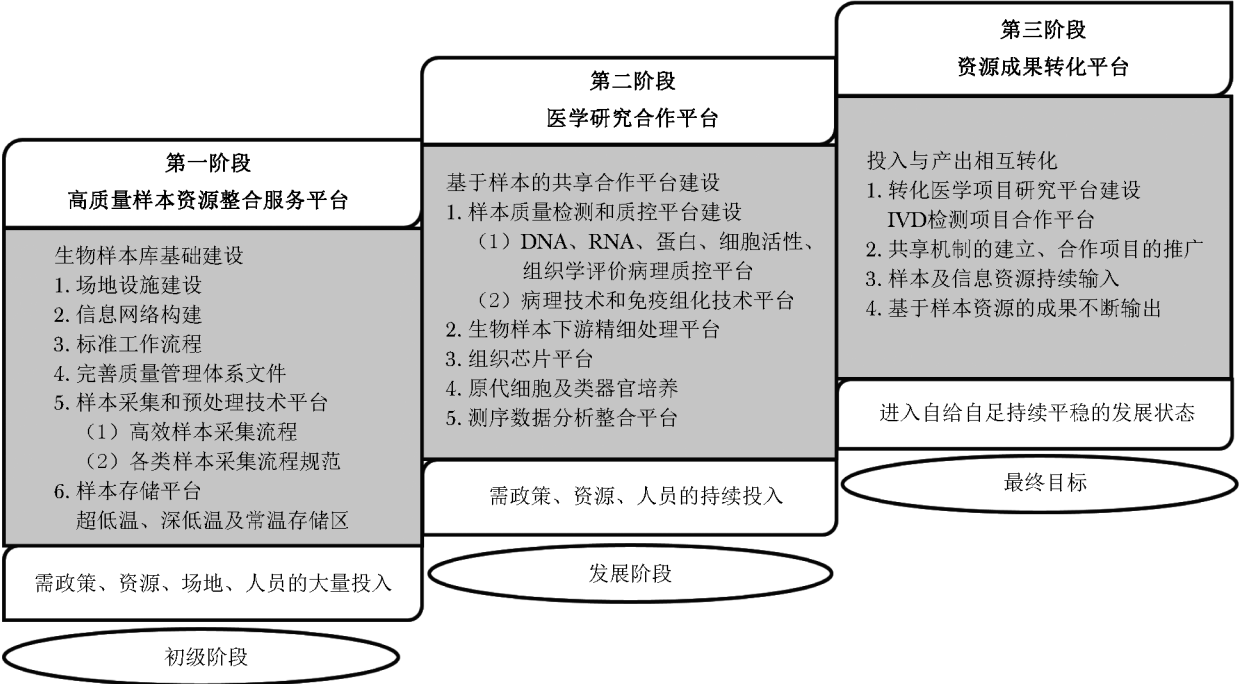 第一阶段
高质量样本资源整合服务平台
生物样本库基础建设
1. 场地设施建设
2. 信息网络构建
3. 标准工作流程
4. 完善质量管理体系文件
5. 样本采集和预处理技术平台
（1）高效样本采集流程
（2）各类样本采集流程规范
6. 样本存储平台
超低温、深低温及常温存储区
需政策、资源、场地、人员的大量投入
初级阶段
第二阶段
医学研究合作平台
基于样本的共享合作平台建设
1. 样本质量检测和质控平台建设
（1）DNA、RNA、蛋白、细胞活性、
组织学评价病理质控平台
（2）病理技术和免疫组化技术平台
2. 生物样本下游精细处理平台
3. 组织芯片平台
4. 原代细胞及类器官培养
5. 测序数据分析整合平台
需政策、资源、人员的持续投入
发展阶段
第三阶段
资源成果转化平台
投入与产出相互转化
1. 转化医学项目研究平台建设
IVD检测项目合作平台
2. 共享机制的建立、合作项目的推广
3. 样本及信息资源持续输入
4. 基于样本资源的成果不断输出
进入自给自足持续平稳的发展状态
最终目标